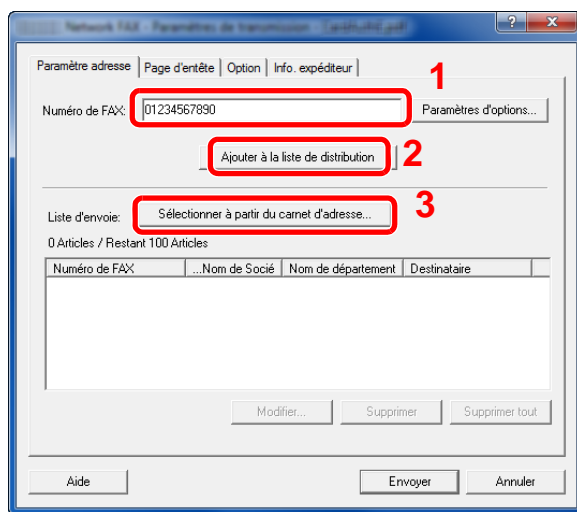 Network FAX - Paramètres de transmission -
Paramètre adresse Page d'entête Option Info. expéditeur
1
Numéro de FAX: 01234567890 Paramètres d'options...
Ajouter à la liste de distribution 2
Liste d'envoie: Sélectionner à partir du carnet d'adresse... 3
0 Articles / Restant 100 Articles
Numéro de FAX ...Nom de Socié Nom de département Destinataire
Modifier... Supprimer Supprimer tout
Aide Envoyer Annuler